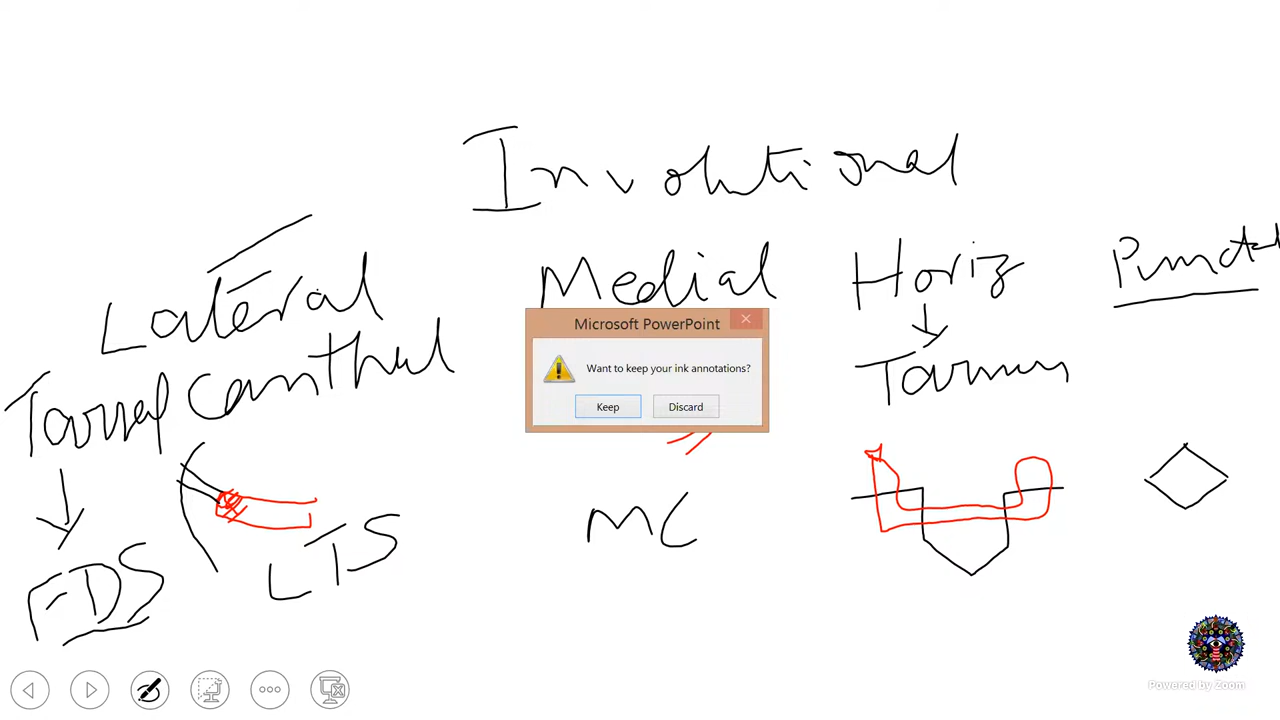 Involutional
Lateral Medial Horiz Punctal
Tarsal canthal Tarsus
FDS LTS MC
Microsoft PowerPoint
Want to keep your ink annotations?
Keep Discard
Powered by Zoom